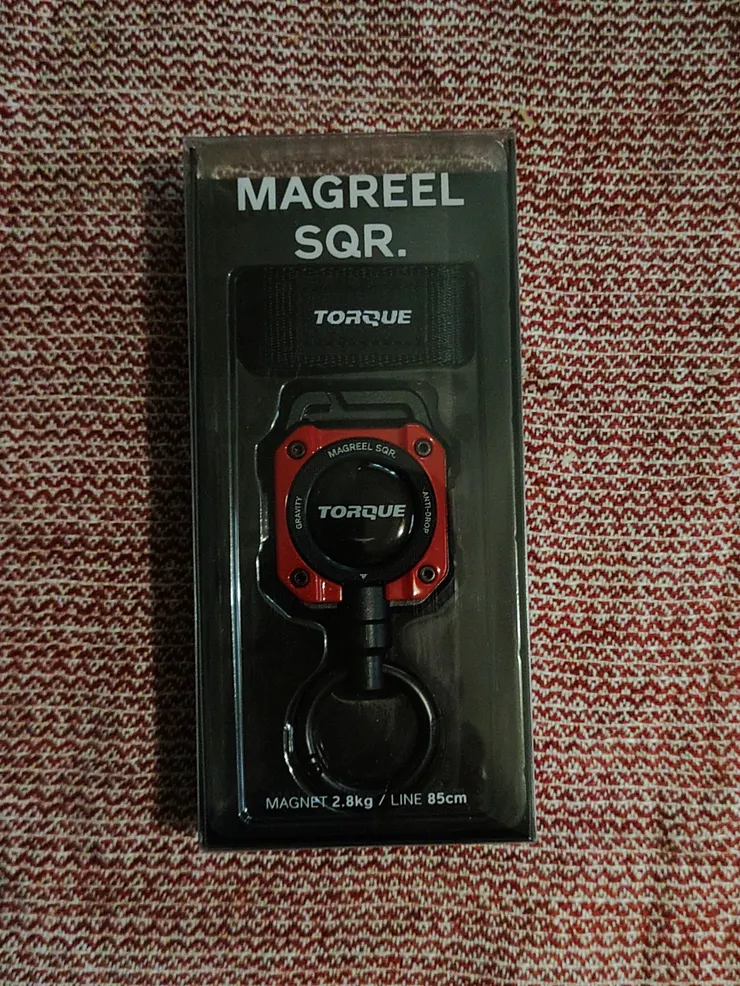 MAGREEL
SQR.
TORQUE
MAGREEL SQR.
GRAVITY
ANTI-DROP
TORQUE
MAGNET 2.8kg / LINE 85cm